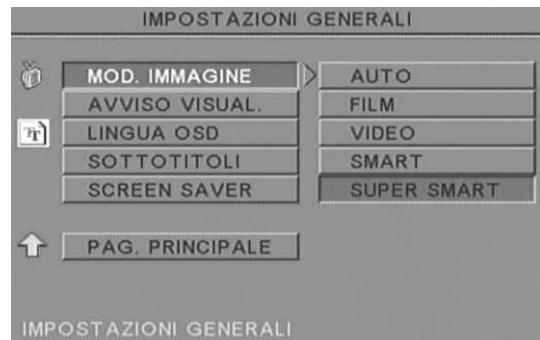 IMPOSTAZIONI GENERALI
MOD. IMMAGINE
AUTO
AVVISO VISUAL.
FILM
LINGUA OSD
VIDEO
SOTTOTITOLI
SMART
SCREEN SAVER
SUPER SMART
PAG. PRINCIPALE
IMPOSTAZIONI GENERALI